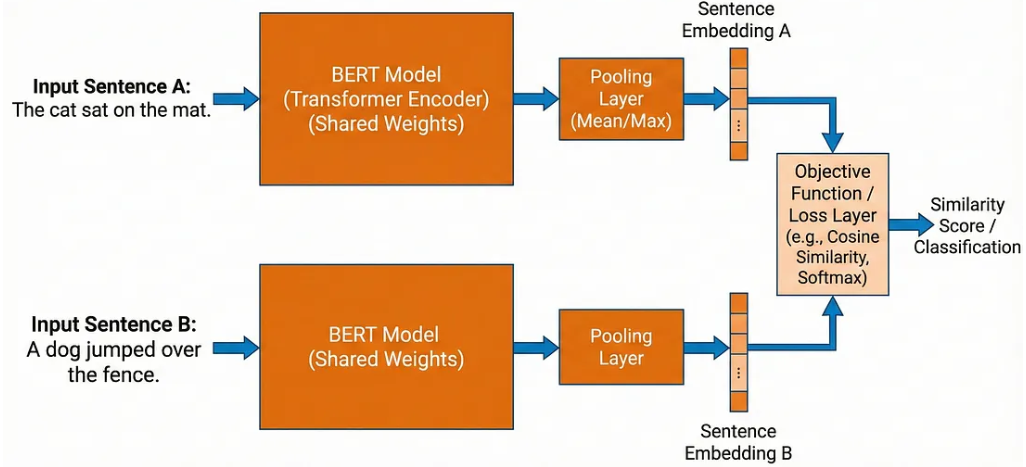 Input Sentence A:
The cat sat on the mat.
BERT Model
(Transformer Encoder)
(Shared Weights)
Pooling
Layer
(Mean/Max)
Sentence
Embedding A
Objective
Function /
Loss Layer
(e.g., Cosine
Similarity,
Softmax)
Similarity
Score /
Classification
Input Sentence B:
A dog jumped over
the fence.
BERT Model
(Shared Weights)
Pooling
Layer
Sentence
Embedding B